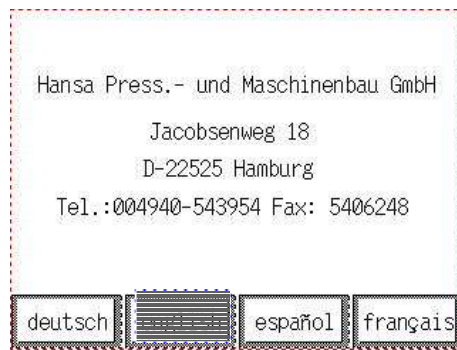 Hansa Press.- und Maschinenbau GmbH
Jacobsenweg 18
D-22525 Hamburg
Tel.:004940-543954 Fax: 5406248
deutsch español français